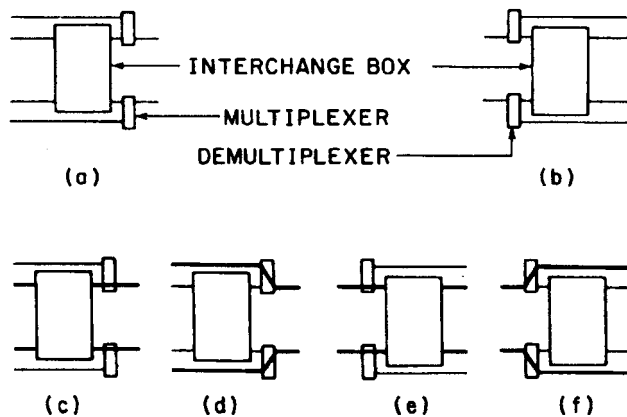 INTERCHANGE BOX
MULTIPLEXER
DEMULTIPLEXER
(a)
(b)
(c)
(d)
(e)
(f)